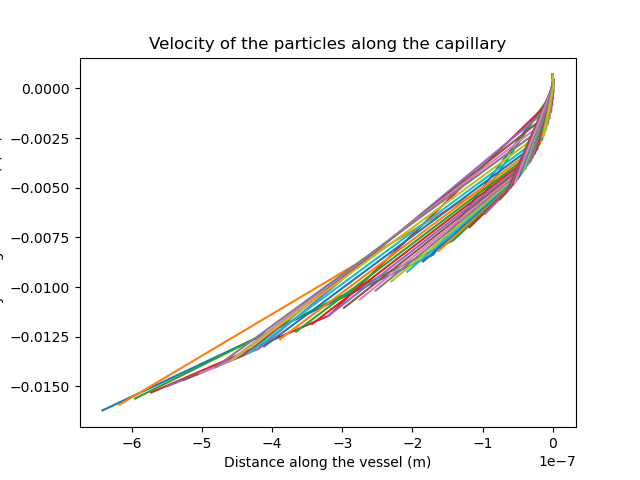 Velocity of the particles along the capillary
0.0000
−0.0025
−0.0050
−0.0075
−0.0100
−0.0125
−0.0150
−6 −5 −4 −3 −2 −1 0
1e−7
Distance along the vessel (m)